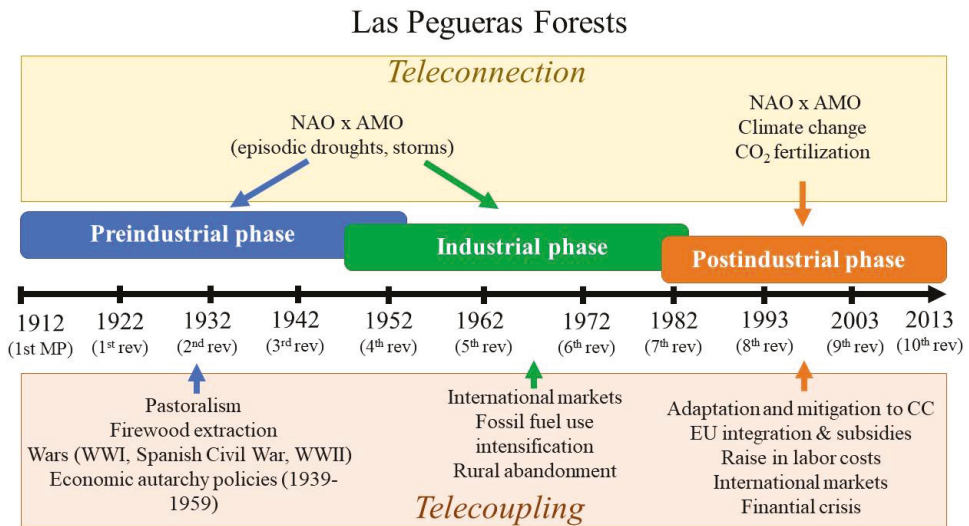 Las Pegueras Forests
Teleconnection
NAO x AMO
(episodic droughts, storms)
NAO x AMO
Climate change
CO₂ fertilization
Preindustrial phase
Industrial phase
Postindustrial phase
1912
(1st MP)
1922
(1ˢᵗ rev)
1932
(2ⁿᵈ rev)
1942
(3ʳᵈ rev)
1952
(4ᵗʰ rev)
1962
(5ᵗʰ rev)
1972
(6ᵗʰ rev)
1982
(7ᵗʰ rev)
1993
(8ᵗʰ rev)
2003
(9ᵗʰ rev)
2013
(10ᵗʰ rev)
Pastoralism
Firewood extraction
Wars (WWI, Spanish Civil War, WWII)
Economic autarchy policies (1939-
1959)
International markets
Fossil fuel use
intensification
Rural abandonment
Adaptation and mitigation to CC
EU integration & subsidies
Raise in labor costs
International markets
Finantial crisis
Telecoupling